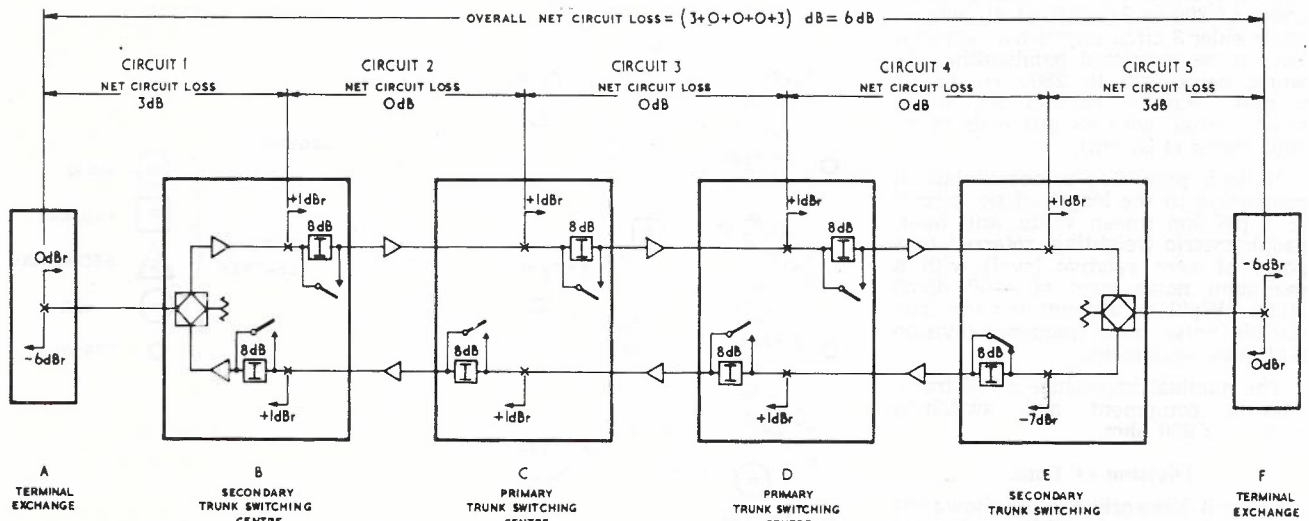 OVERALL NET CIRCUIT LOSS = (3+0+0+0+3) dB = 6dB
CIRCUIT 1
NET CIRCUIT LOSS
3dB
CIRCUIT 2
NET CIRCUIT LOSS
0dB
CIRCUIT 3
NET CIRCUIT LOSS
0dB
CIRCUIT 4
NET CIRCUIT LOSS
0dB
CIRCUIT 5
NET CIRCUIT LOSS
3dB
0dBr
-6dBr
+1dBr
8dB
8dB
+1dBr
+1dBr
8dB
8dB
+1dBr
+1dBr
8dB
8dB
+1dBr
+1dBr
8dB
-7dBr
-6dBr
0dBr
A
TERMINAL
EXCHANGE
B
SECONDARY
TRUNK SWITCHING
C
PRIMARY
TRUNK SWITCHING
D
PRIMARY
TRUNK SWITCHING
E
SECONDARY
TRUNK SWITCHING
F
TERMINAL
EXCHANGE